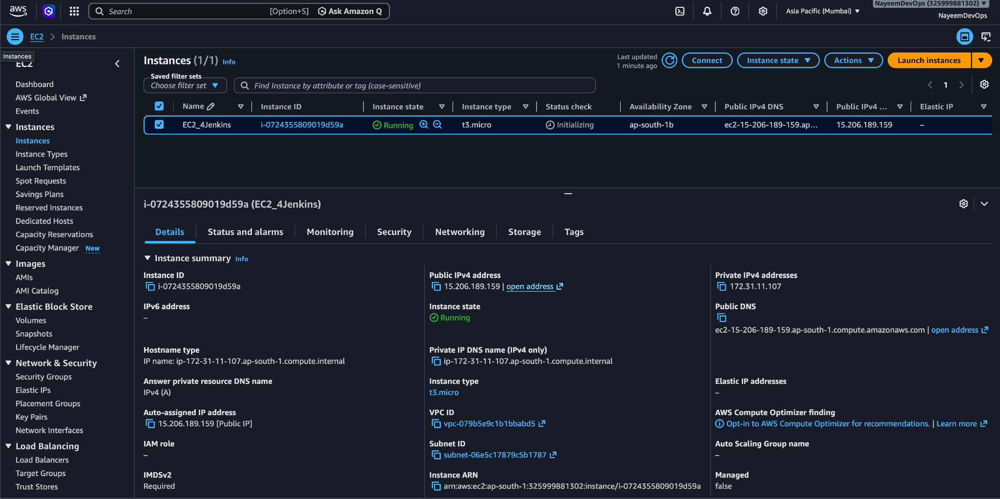 aws
Search [Option+S] Ask Amazon Q
Asia Pacific (Mumbai)
NayeemDevOps (325999881302)
NayeemDevOps
EC2 Instances
Instances
EC2
Dashboard
AWS Global View
Events
Instances
Instances
Instance Types
Launch Templates
Spot Requests
Savings Plans
Reserved Instances
Dedicated Hosts
Capacity Reservations
Capacity Manager New
Images
AMIs
AMI Catalog
Elastic Block Store
Volumes
Snapshots
Lifecycle Manager
Network & Security
Security Groups
Elastic IPs
Placement Groups
Key Pairs
Network Interfaces
Load Balancing
Load Balancers
Target Groups
Trust Stores
Instances (1/1) Info
Last updated
1 minute ago
Connect
Instance state
Actions
Launch instances
Saved filter sets
Choose filter set
Find Instance by attribute or tag (case-sensitive)
1
Name Instance ID Instance state Instance type Status check Availability Zone Public IPv4 DNS Public IPv4 ... Elastic IP
EC2_4Jenkins i-0724355809019d59a Running t3.micro Initializing ap-south-1b ec2-15-206-189-159.ap... 15.206.189.159 –
i-0724355809019d59a (EC2_4Jenkins)
Details Status and alarms Monitoring Security Networking Storage Tags
Instance summary Info
Instance ID
i-0724355809019d59a
Public IPv4 address
15.206.189.159 | open address
Private IPv4 addresses
172.31.11.107
IPv6 address
–
Instance state
Running
Public DNS
ec2-15-206-189-159.ap-south-1.compute.amazonaws.com | open address
Hostname type
IP name: ip-172-31-11-107.ap-south-1.compute.internal
Private IP DNS name (IPv4 only)
ip-172-31-11-107.ap-south-1.compute.internal
Answer private resource DNS name
IPv4 (A)
Instance type
t3.micro
Elastic IP addresses
–
Auto-assigned IP address
15.206.189.159 [Public IP]
VPC ID
vpc-079b5e9c1b1bbabd5
AWS Compute Optimizer finding
Opt-in to AWS Compute Optimizer for recommendations. | Learn more
IAM role
–
Subnet ID
subnet-06e5c17879c5b1787
Auto Scaling Group name
–
IMDSv2
Required
Instance ARN
arn:aws:ec2:ap-south-1:325999881302:instance/i-0724355809019d59a
Managed
false